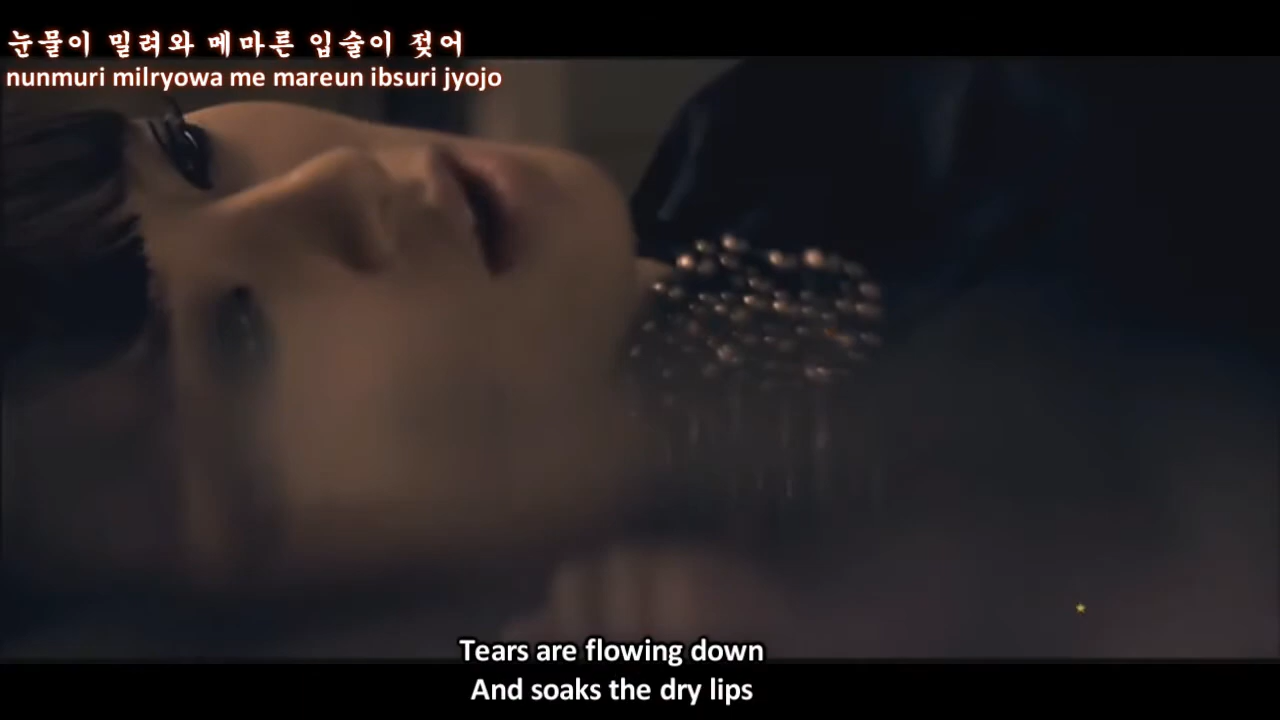 눈물이 밀려와 메마른 입술이 젖어
nunmuri milryowa me mareun ibsuri jyojo
Tears are flowing down
And soaks the dry lips